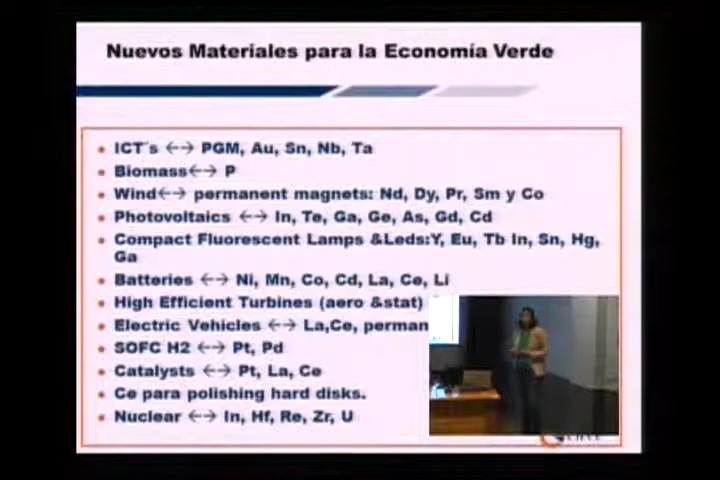 Nuevos Materiales para la Economía Verde
ICT´s ↔ PGM, Au, Sn, Nb, Ta
Biomass↔ P
Wind↔ permanent magnets: Nd, Dy, Pr, Sm y Co
Photovoltaics ↔ In, Te, Ga, Ge, As, Gd, Cd
Compact Fluorescent Lamps &Leds:Y, Eu, Tb In, Sn, Hg,
Ga
Batteries ↔ Ni, Mn, Co, Cd, La, Ce, Li
High Efficient Turbines (aero &stat)
Electric Vehicles ↔ La,Ce, perman
SOFC H2 ↔ Pt, Pd
Catalysts ↔ Pt, La, Ce
Ce para polishing hard disks.
Nuclear ↔ In, Hf, Re, Zr, U